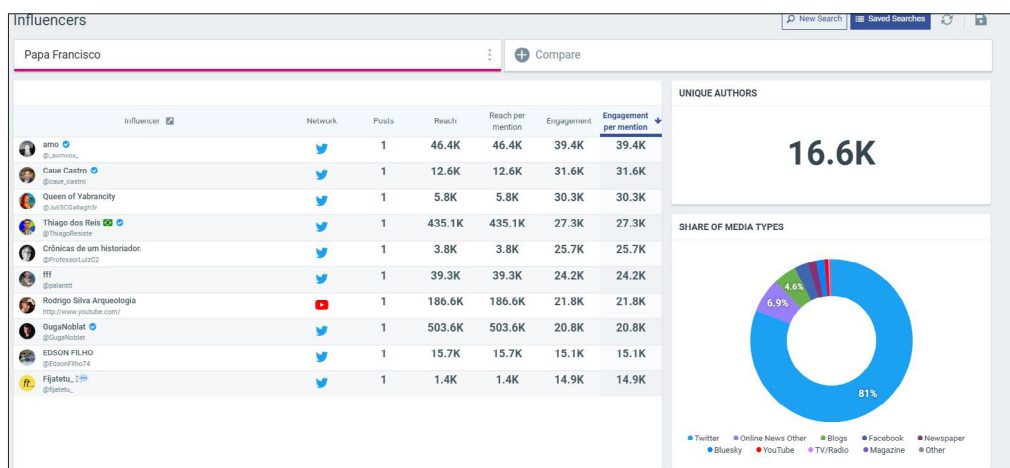 Influencers
New Search
Saved Searches
Papa Francisco
Compare
Influencer Network Posts Reach Reach per mention Engagement Engagement per mention
amo 1 46.4K 46.4K 39.4K 39.4K
@_axmxox_
Caue Castro 1 12.6K 12.6K 31.6K 31.6K
@caue_castro
Queen of Yabrancity 1 5.8K 5.8K 30.3K 30.3K
Thiago dos Reis 1 435.1K 435.1K 27.3K 27.3K
@ThiagoResiste
Crônicas de um historiador. 1 3.8K 3.8K 25.7K 25.7K
@ProfessorLuizC2
fff 1 39.3K 39.3K 24.2K 24.2K
@palanttt
Rodrigo Silva Arqueologia 1 186.6K 186.6K 21.8K 21.8K
http://www.youtube.com/
GugaNoblat 1 503.6K 503.6K 20.8K 20.8K
@GugaNoblat
EDSON FILHO 1 15.7K 15.7K 15.1K 15.1K
@EdsonFilho74
ft_ Fíjatetu_ 1 1.4K 1.4K 14.9K 14.9K
@fijatetu_
UNIQUE AUTHORS
16.6K
SHARE OF MEDIA TYPES
4.6%
6.9%
81%
Twitter Online News Other Blogs Facebook Newspaper
Bluesky YouTube TV/Radio Magazine Other